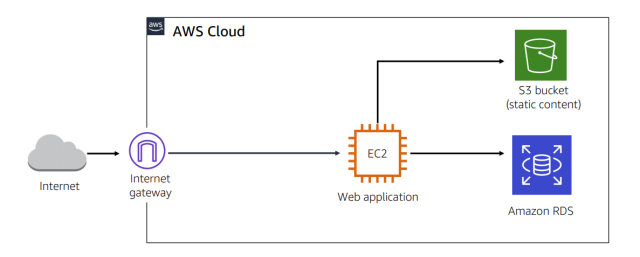 aws
AWS Cloud
S3 bucket
(static content)
EC2
Internet
Internet
gateway
Web application
Amazon RDS